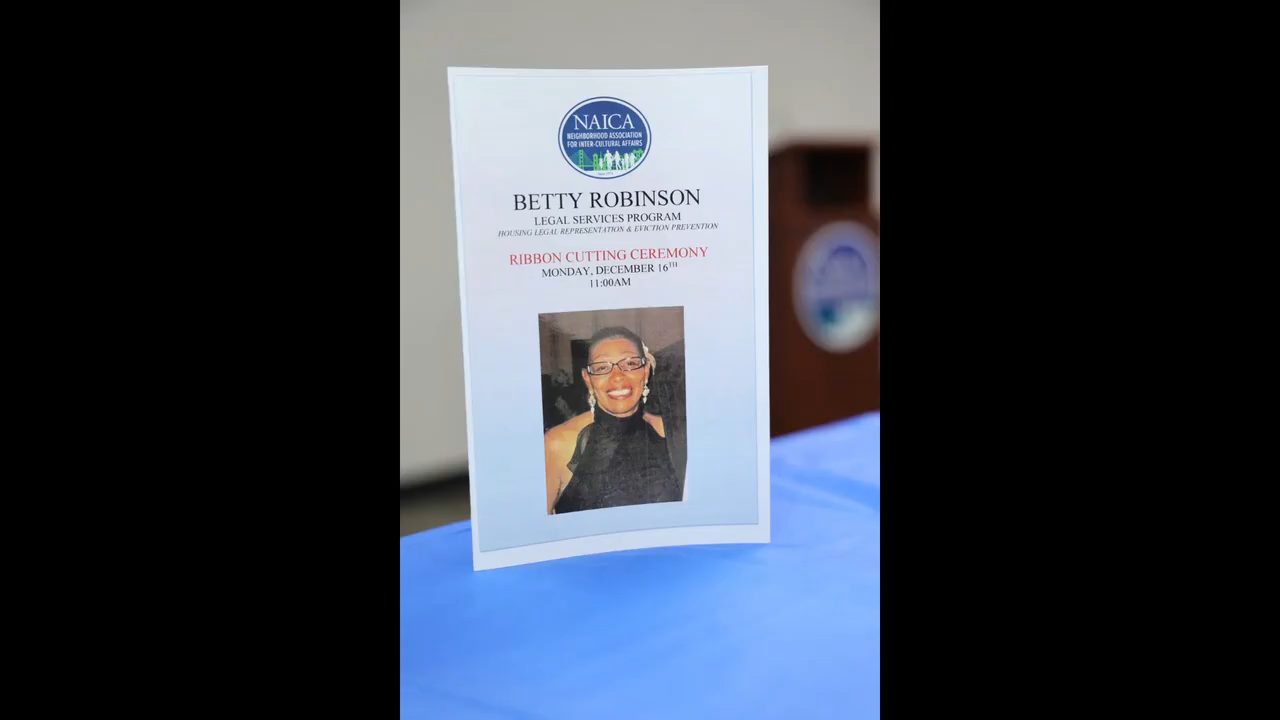 NAICA
NEIGHBORHOOD ASSOCIATION
FOR INTER-CULTURAL AFFAIRS
BETTY ROBINSON
LEGAL SERVICES PROGRAM
HOUSING LEGAL REPRESENTATION & EVICTION PREVENTION
RIBBON CUTTING CEREMONY
MONDAY, DECEMBER 16TH
11:00AM